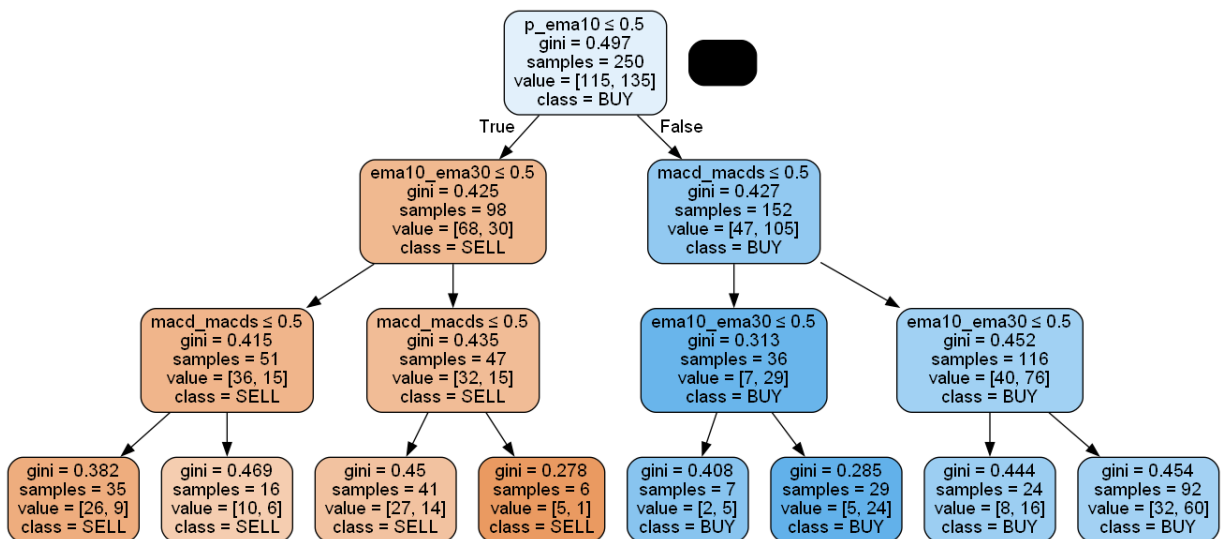 p_ema10 ≤ 0.5
gini = 0.497
samples = 250
value = [115, 135]
class = BUY
True
False
ema10_ema30 ≤ 0.5
gini = 0.425
samples = 98
value = [68, 30]
class = SELL
macd_macds ≤ 0.5
gini = 0.427
samples = 152
value = [47, 105]
class = BUY
macd_macds ≤ 0.5
gini = 0.415
samples = 51
value = [36, 15]
class = SELL
macd_macds ≤ 0.5
gini = 0.435
samples = 47
value = [32, 15]
class = SELL
ema10_ema30 ≤ 0.5
gini = 0.313
samples = 36
value = [7, 29]
class = BUY
ema10_ema30 ≤ 0.5
gini = 0.452
samples = 116
value = [40, 76]
class = BUY
gini = 0.382
samples = 35
value = [26, 9]
class = SELL
gini = 0.469
samples = 16
value = [10, 6]
class = SELL
gini = 0.45
samples = 41
value = [27, 14]
class = SELL
gini = 0.278
samples = 6
value = [5, 1]
class = SELL
gini = 0.408
samples = 7
value = [2, 5]
class = BUY
gini = 0.285
samples = 29
value = [5, 24]
class = BUY
gini = 0.444
samples = 24
value = [8, 16]
class = BUY
gini = 0.454
samples = 92
value = [32, 60]
class = BUY